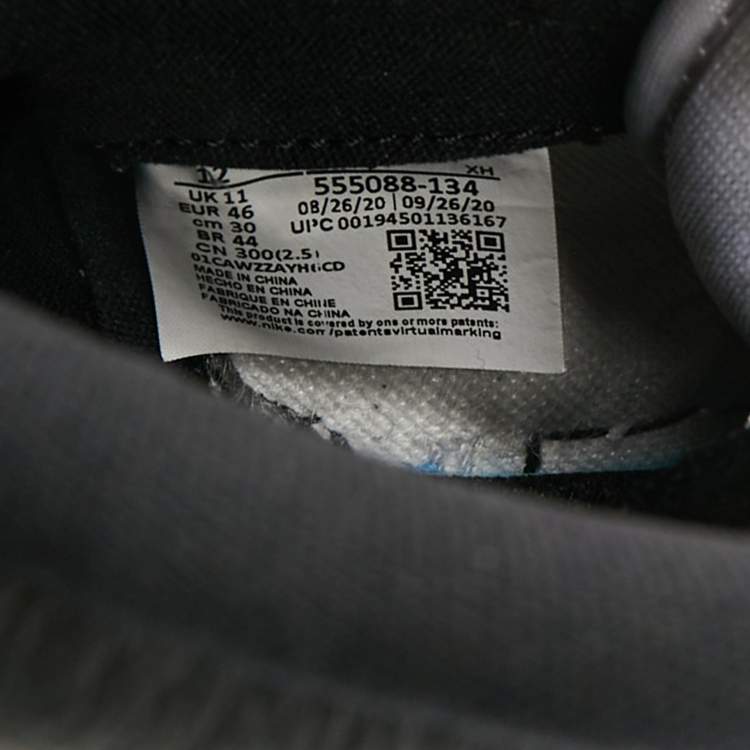 12
XH
UK 11
EUR 46
cm 30
BR 44
CN 300(2.5)
555088-134
08/26/20 | 09/26/20
UPC 00194501136167
MADE IN CHINA
HECHO EN CHINA
FABRIQUE EN CHINE
FABRICADO NA CHINA
This product is covered by one or more patents:
www.nike.com/patentsvirtualmarking